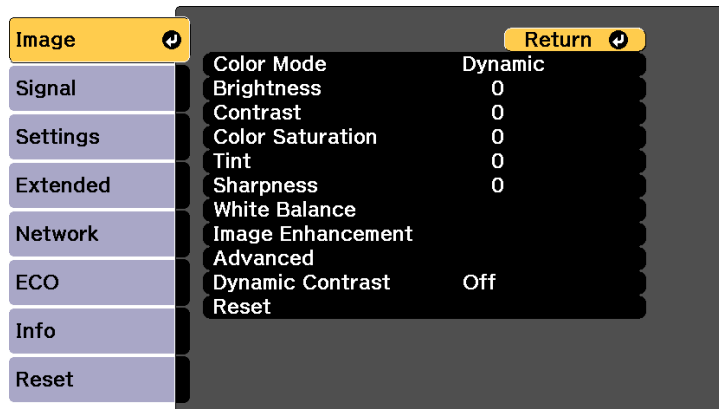 Image
Signal
Settings
Extended
Network
ECO
Info
Reset
Return
Color Mode Dynamic
Brightness 0
Contrast 0
Color Saturation 0
Tint 0
Sharpness 0
White Balance
Image Enhancement
Advanced
Dynamic Contrast Off
Reset